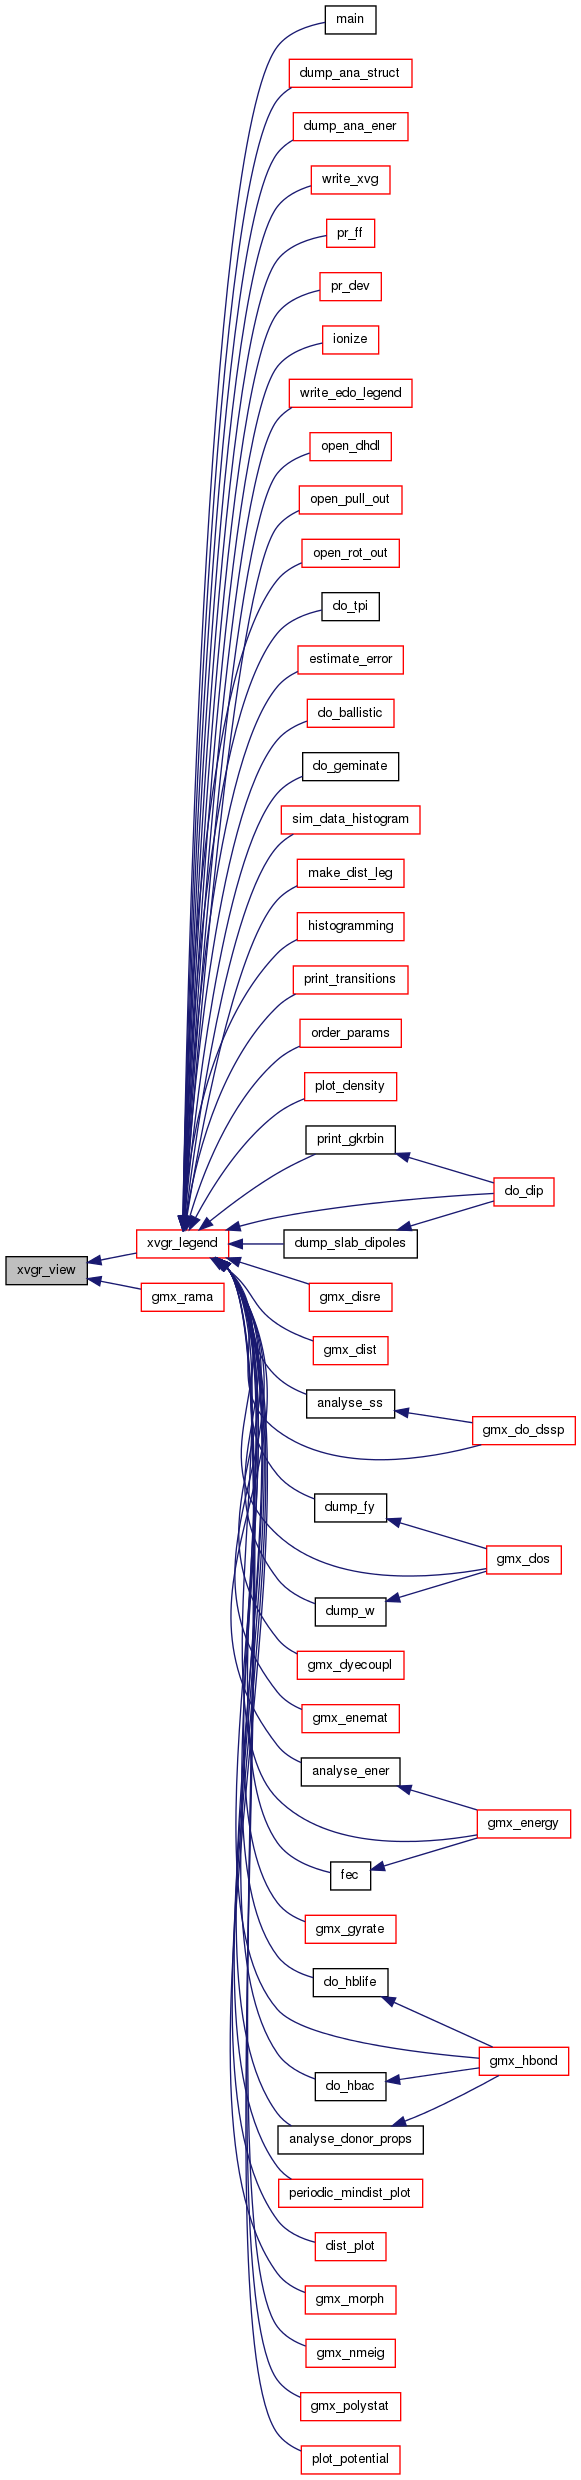 main
dump_ana_struct
dump_ana_ener
write_xvg
pr_ff
pr_dev
ionize
write_edo_legend
open_dhdl
open_pull_out
open_rot_out
do_tpi
estimate_error
do_ballistic
do_geminate
sim_data_histogram
make_dist_leg
histogramming
print_transitions
order_params
plot_density
print_gkrbin
do_dip
xvgr_legend
dump_slab_dipoles
xvgr_view
gmx_rama
gmx_disre
gmx_dist
analyse_ss
gmx_do_dssp
dump_fy
gmx_dos
dump_w
gmx_dyecoupl
gmx_enemat
analyse_ener
gmx_energy
fec
gmx_gyrate
do_hblife
gmx_hbond
do_hbac
analyse_donor_props
periodic_mindist_plot
dist_plot
gmx_morph
gmx_nmeig
gmx_polystat
plot_potential